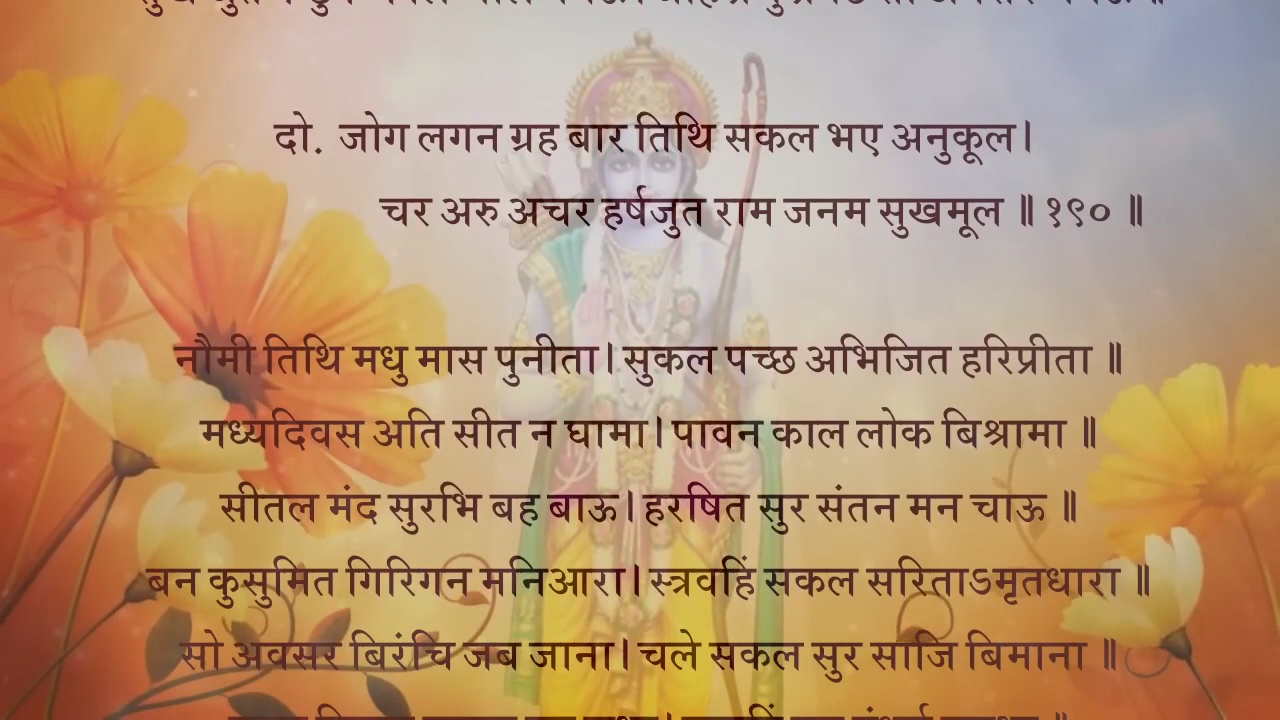 दो. जोग लगन ग्रह बार तिथि सकल भए अनुकूल।
चर अरु अचर हर्षजुत राम जनम सुखमूल ॥ १९० ॥
नौमी तिथि मधु मास पुनीता। सुकल पच्छ अभिजित हरिप्रीता ॥
मध्यदिवस अति सीत न घामा। पावन काल लोक बिश्रामा ॥
सीतल मंद सुरभि बह बाऊ। हरषित सुर संतन मन चाऊ ॥
बन कुसुमित गिरिगन मनिआरा। स्त्रवहिं सकल सरिताऽमृतधारा ॥
सो अवसर बिरंचि जब जाना। चले सकल सुर साजि बिमाना ॥